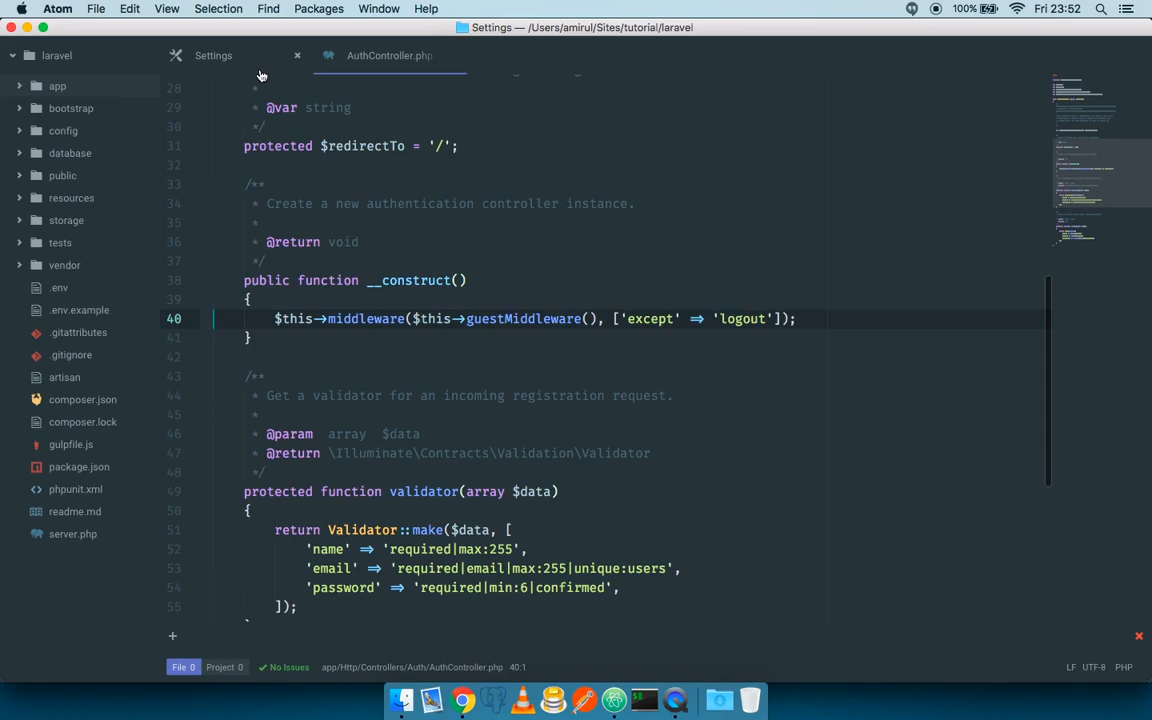 Atom File Edit View Selection Find Packages Window Help 100% Fri 23:52
Settings — /Users/amirul/Sites/tutorial/laravel
laravel
app
bootstrap
config
database
public
resources
storage
tests
vendor
.env
.env.example
.gitattributes
.gitignore
artisan
composer.json
composer.lock
gulpfile.js
package.json
phpunit.xml
readme.md
server.php
Settings × AuthController.php
28 *
29 * @var string
30 */
31 protected $redirectTo = '/';
32
33 /**
34 * Create a new authentication controller instance.
35 *
36 * @return void
37 */
38 public function __construct()
39 {
40 $this->middleware($this->guestMiddleware(), ['except' => 'logout']);
41 }
42
43 /**
44 * Get a validator for an incoming registration request.
45 *
46 * @param array $data
47 * @return \Illuminate\Contracts\Validation\Validator
48 */
49 protected function validator(array $data)
50 {
51 return Validator::make($data, [
52 'name' => 'required|max:255',
53 'email' => 'required|email|max:255|unique:users',
54 'password' => 'required|min:6|confirmed',
55 ]);
+
File 0 Project 0 No Issues app/Http/Controllers/Auth/AuthController.php 40:1 LF UTF-8 PHP